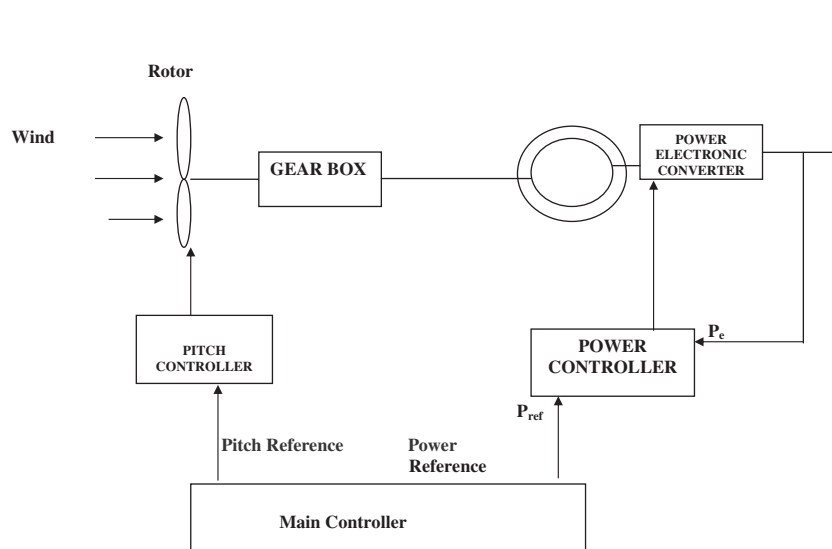 Rotor
Wind
GEAR BOX
POWER
ELECTRONIC
CONVERTER
PITCH
CONTROLLER
POWER
CONTROLLER
Pe
Pref
Pitch Reference
Power
Reference
Main Controller